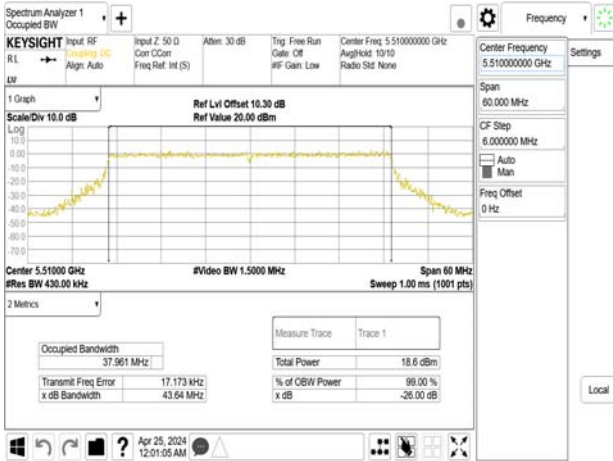 Spectrum Analyzer 1
Occupied BW
+
Frequency
KEYSIGHT
RL
Input: RF
Coupling: DC
Align: Auto
Input Z: 50 Ω
Corr CCorr
Freq Ref: Int (S)
Atten: 30 dB
Trig: Free Run
Gate: Off
#IF Gain: Low
Center Freq: 5.510000000 GHz
Avg|Hold: 10/10
Radio Std: None
Center Frequency
5.510000000 GHz
Settings
Span
60.000 MHz
CF Step
6.000000 MHz
Auto
Man
Freq Offset
0 Hz
Local
1 Graph
Scale/Div 10.0 dB
Ref Lvl Offset 10.30 dB
Ref Value 20.00 dBm
Log
10.0
0.00
-10.0
-20.0
-30.0
-40.0
-50.0
-60.0
-70.0
Center 5.51000 GHz
#Res BW 430.00 kHz
#Video BW 1.5000 MHz
Span 60 MHz
Sweep 1.00 ms (1001 pts)
2 Metrics
Measure Trace Trace 1
Occupied Bandwidth
37.961 MHz
Total Power 18.6 dBm
Transmit Freq Error 17.173 kHz
% of OBW Power 99.00 %
x dB Bandwidth 43.64 MHz
x dB -26.00 dB
?
Apr 25, 2024
12:01:05 AM